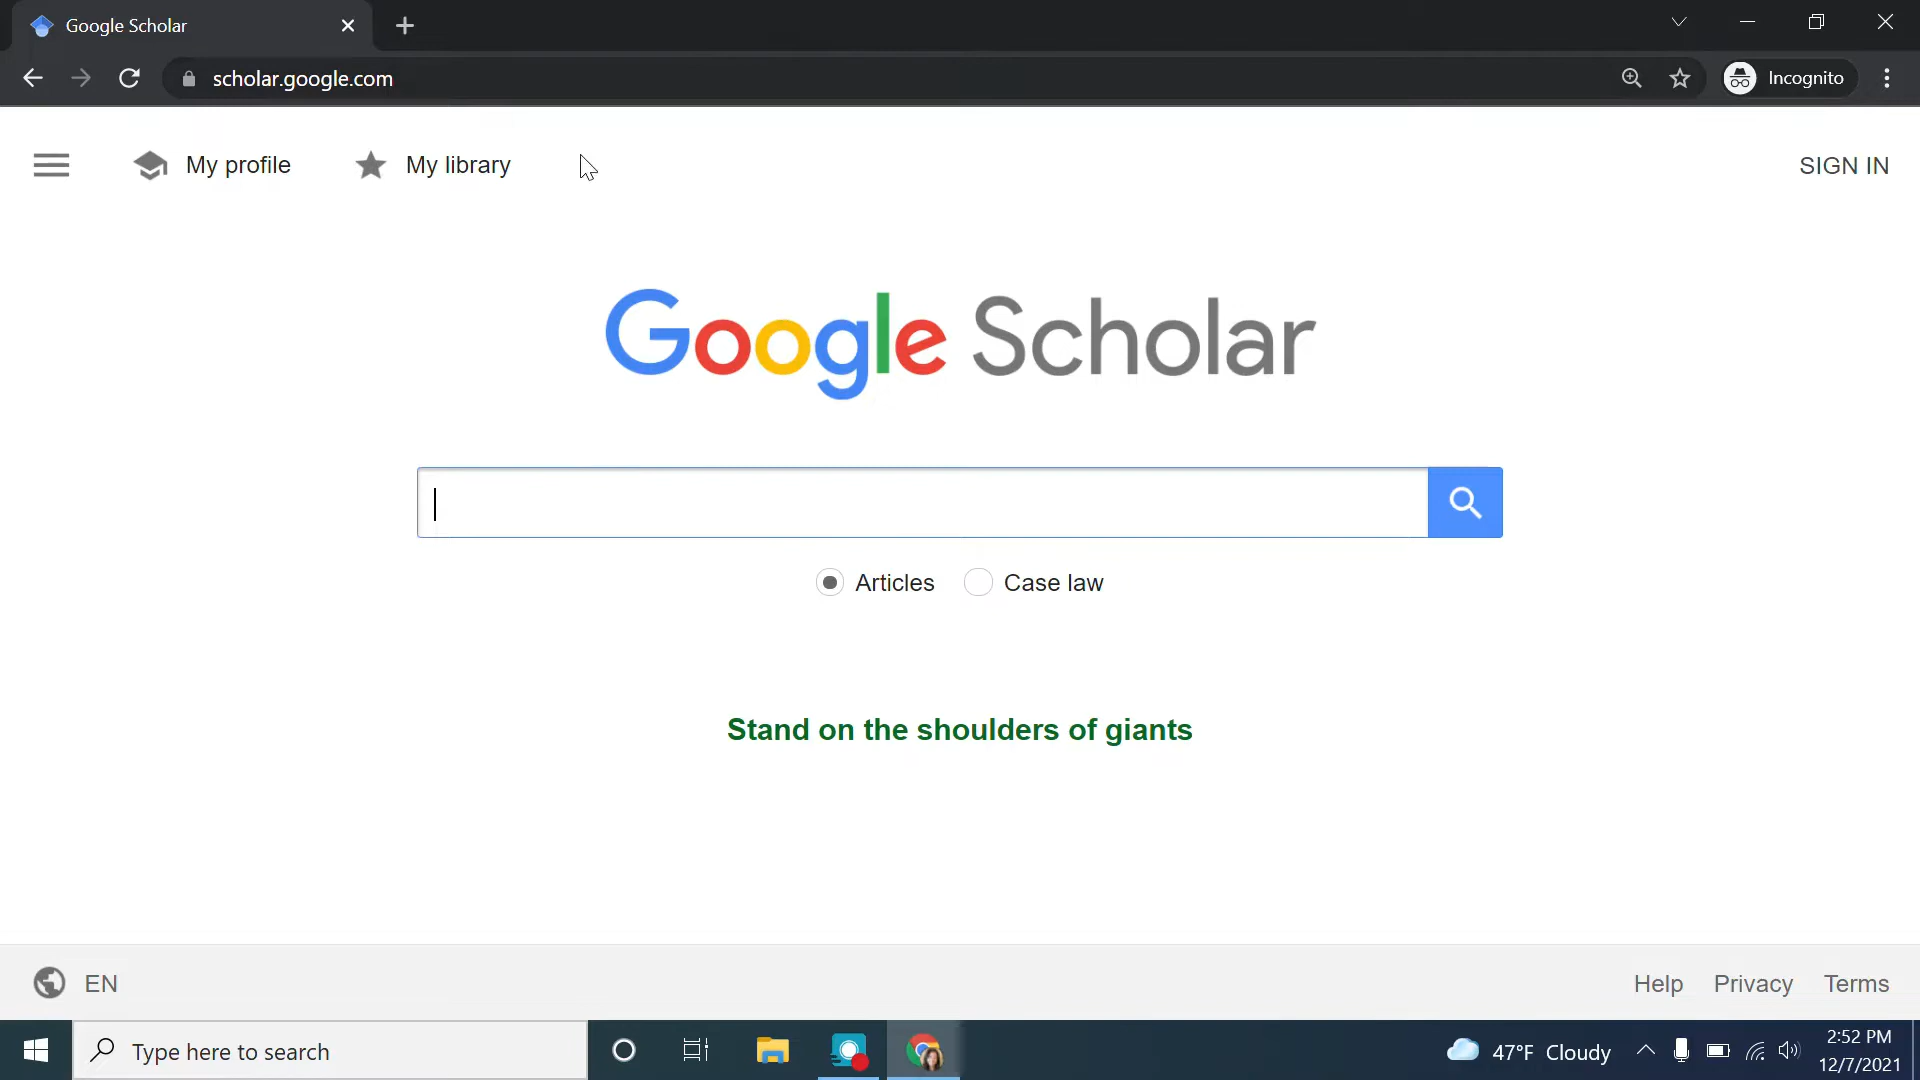 Google Scholar
scholar.google.com
Incognito
My profile
My library
SIGN IN
Google Scholar
Articles
Case law
Stand on the shoulders of giants
EN
Help
Privacy
Terms
Type here to search
47°F Cloudy
2:52 PM
12/7/2021